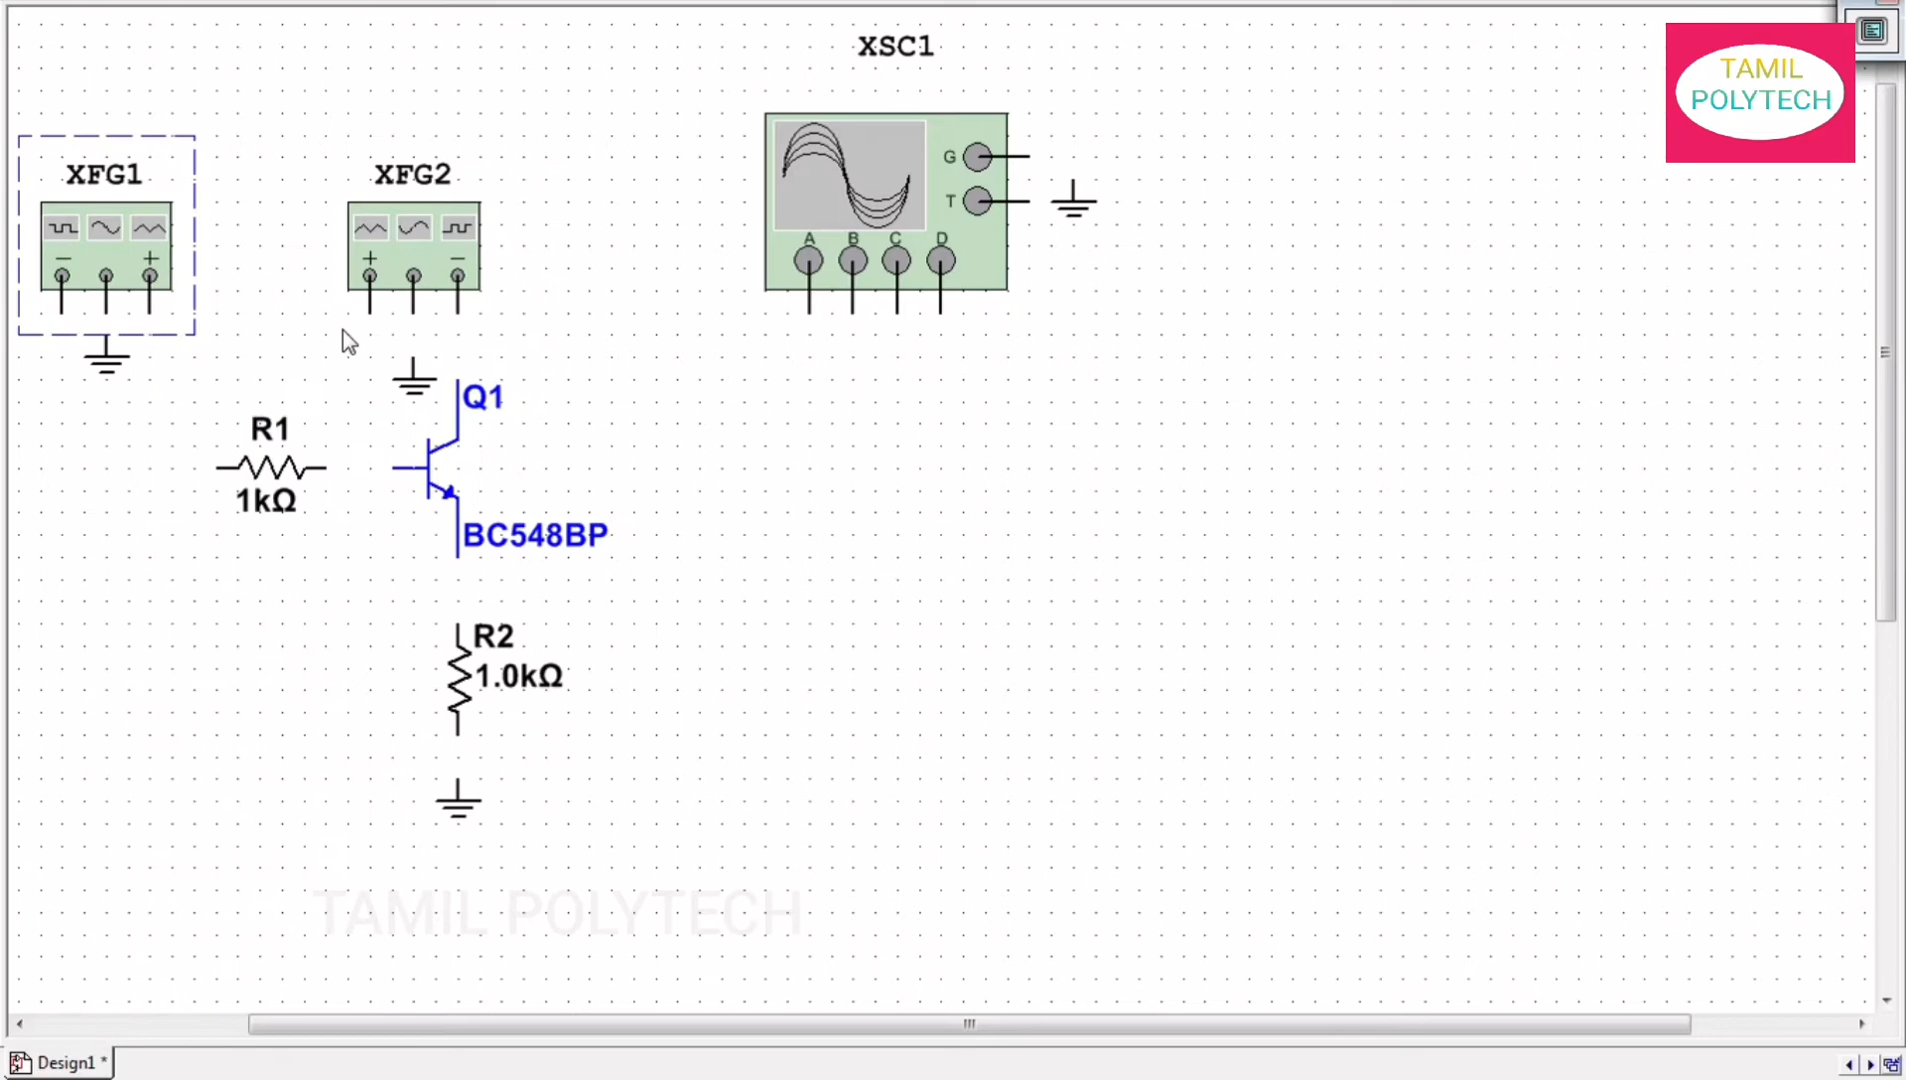 XSC1
TAMIL
POLYTECH
XFG1
XFG2
G
T
A B C D
− +
+ −
Q1
R1
1kΩ
BC548BP
R2
1.0kΩ
TAMIL POLYTECH
Design1 *